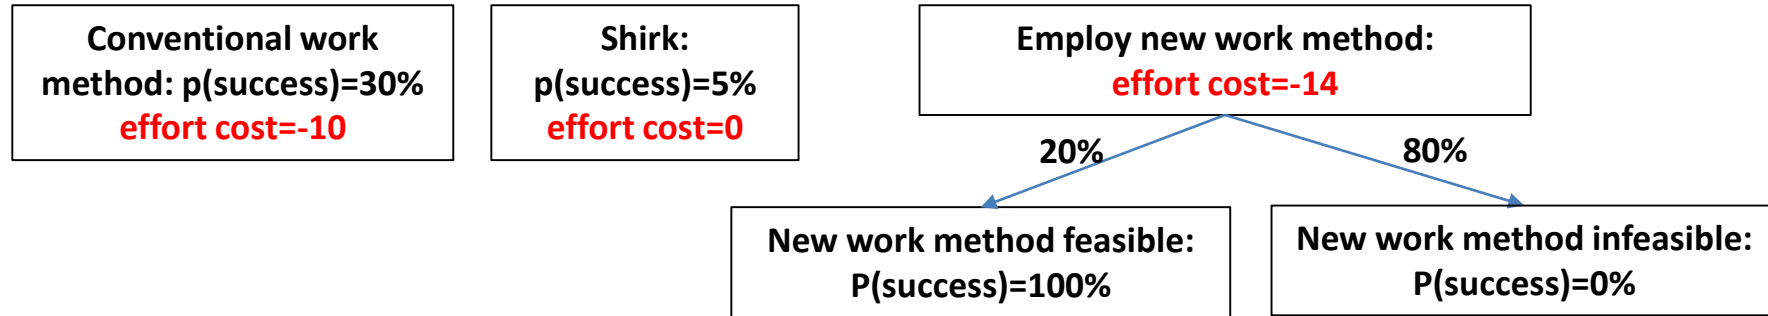 Conventional work
method: p(success)=30%
effort cost=-10
Shirk:
p(success)=5%
effort cost=0
Employ new work method:
effort cost=-14
20%
80%
New work method feasible:
P(success)=100%
New work method infeasible:
P(success)=0%